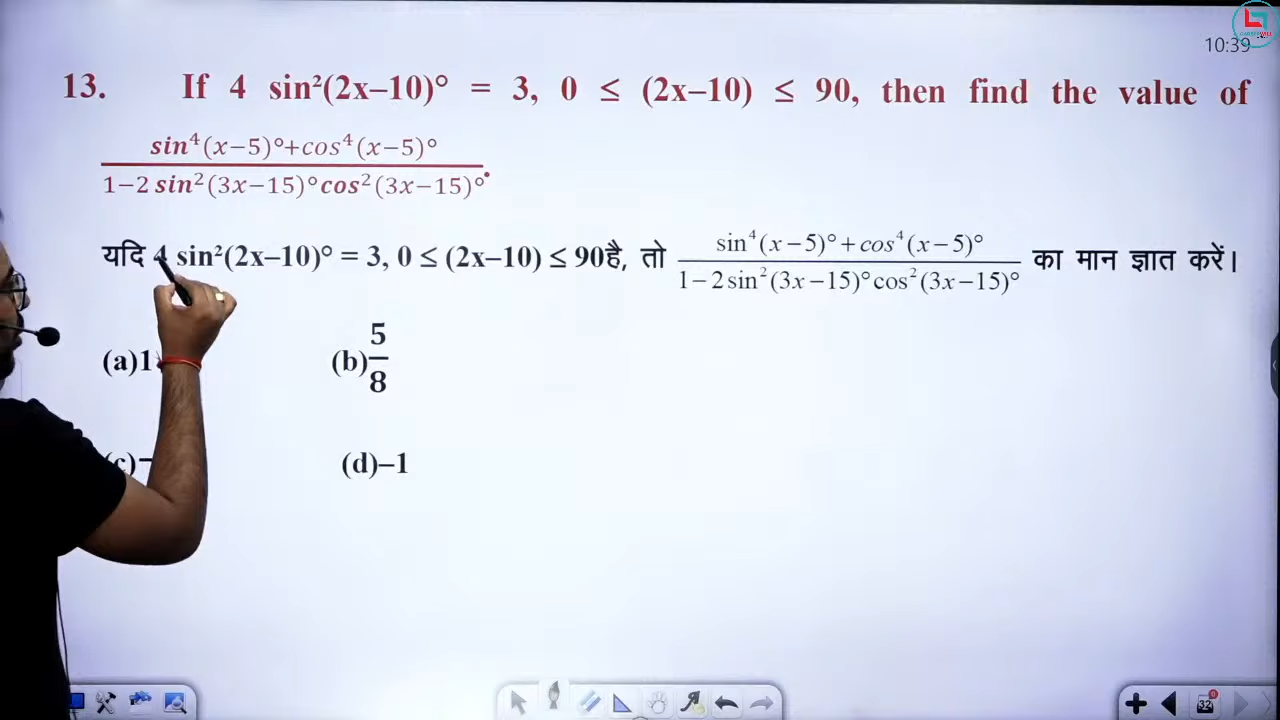 10:39
13. If 4 sin²(2x–10)° = 3, 0 ≤ (2x–10) ≤ 90, then find the value of
sin⁴(x−5)°+cos⁴(x−5)°
1−2 sin²(3x−15)°cos²(3x−15)°.
यदि 4 sin²(2x–10)° = 3, 0 ≤ (2x–10) ≤ 90है, तो sin⁴(x−5)°+cos⁴(x−5)° / 1−2sin²(3x−15)°cos²(3x−15)° का मान ज्ञात करें।
(a)1 (b) 5/8
(c)– (d)–1
32